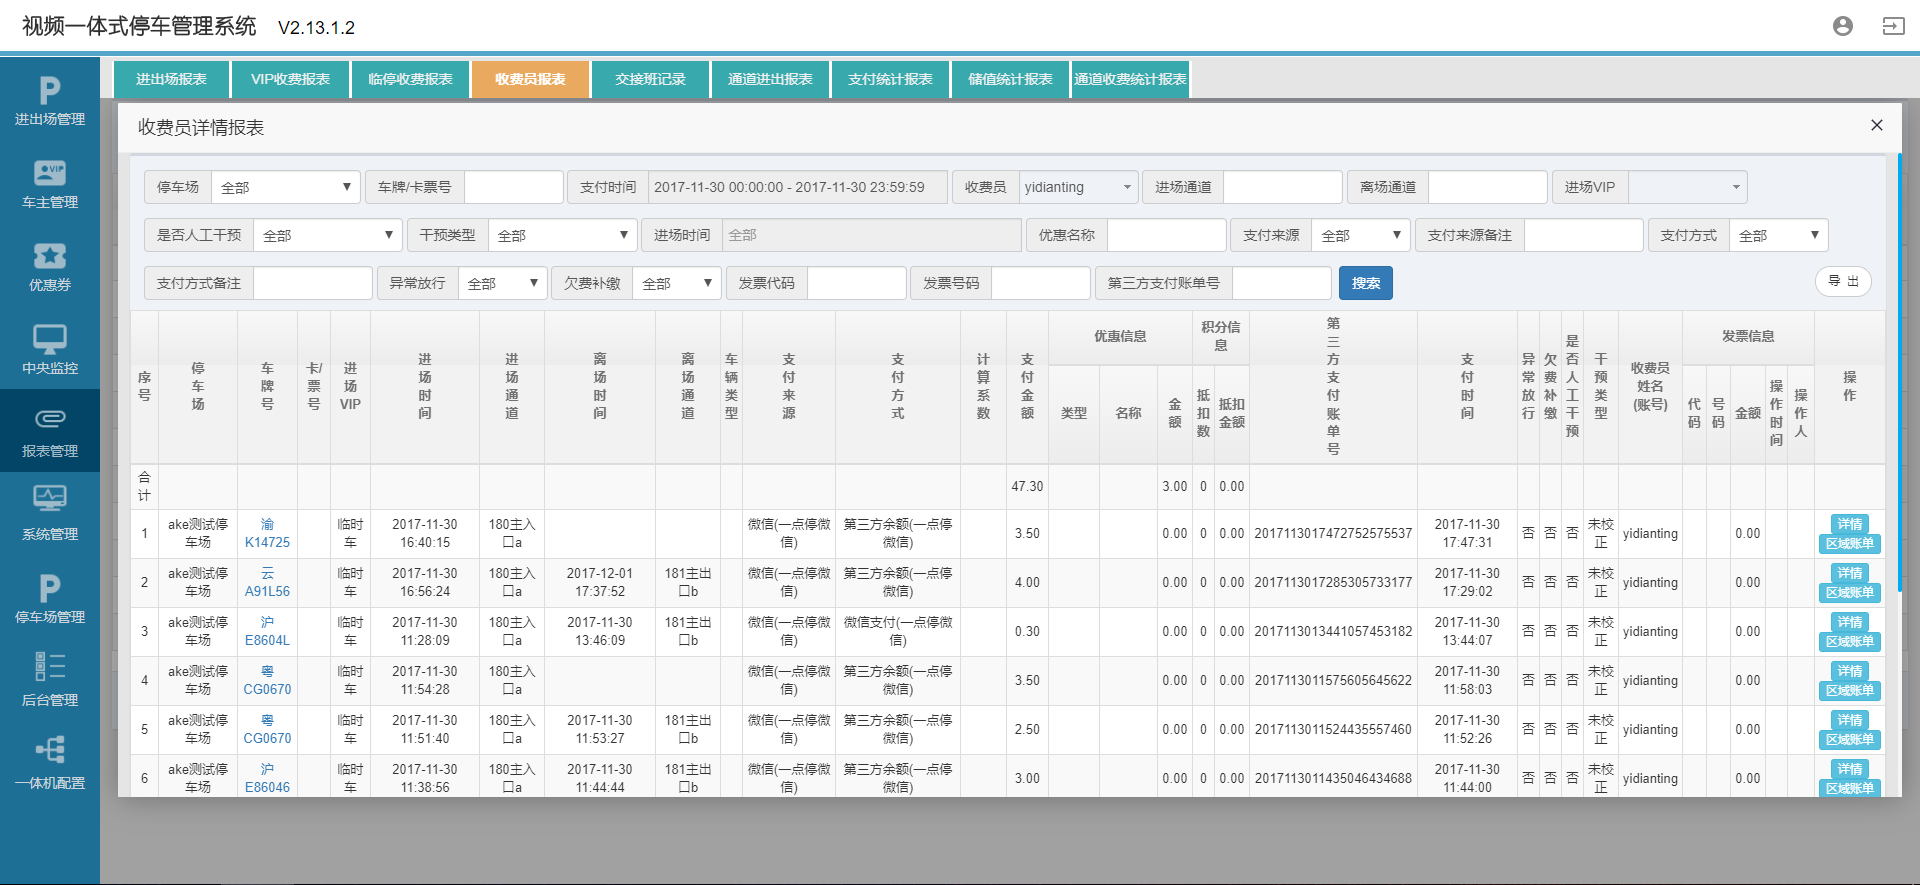 视频一体式停车管理系统 V2.13.1.2
进出场报表 VIP收费报表 临停收费报表 收费员报表 交接班记录 通道进出报表 支付统计报表 储值统计报表 通道收费统计报表
进出场管理
车主管理
优惠券
中央监控
报表管理
系统管理
停车场管理
后台管理
一体机配置
收费员详情报表
停车场 全部 车牌/卡票号 支付时间 2017-11-30 00:00:00 - 2017-11-30 23:59:59 收费员 yidianting 进场通道 离场通道 进场VIP
是否人工干预 全部 干预类型 全部 进场时间 全部 优惠名称 支付来源 全部 支付来源备注 支付方式 全部
支付方式备注 异常放行 全部 欠费补缴 全部 发票代码 发票号码 第三方支付账单号 搜索 导 出
序号 停车场 车牌号 卡/票号 进场VIP 进场时间 进场通道 离场时间 离场通道 车辆类型 支付来源 支付方式 计算系数 支付金额 优惠信息 积分信息 第三方支付账单号 支付时间 异常放行 欠费补缴 是否人工干预 干预类型 收费员姓名(账号) 发票信息 操作
类型 名称 金额 抵扣数 抵扣金额 代码 号码 金额 操作时间 操作人
合计 47.30 3.00 0 0.00
1 ake测试停车场 渝K14725 临时车 2017-11-30 16:40:15 180主入口a 微信(一点停微信) 第三方余额(一点停微信) 3.50 0.00 0 0.00 2017113017472752575537 2017-11-30 17:47:31 否 否 否 未校正 yidianting 0.00 详情 区域账单
2 ake测试停车场 云A91L56 临时车 2017-11-30 16:56:24 180主入口a 2017-12-01 17:37:52 181主出口b 微信(一点停微信) 第三方余额(一点停微信) 4.00 0.00 0 0.00 2017113017285305733177 2017-11-30 17:29:02 否 否 否 未校正 yidianting 0.00 详情 区域账单
3 ake测试停车场 沪E8604L 临时车 2017-11-30 11:28:09 180主入口a 2017-11-30 13:46:09 181主出口b 微信(一点停微信) 微信支付(一点停微信) 0.30 0.00 0 0.00 2017113013441057453182 2017-11-30 13:44:07 否 否 否 未校正 yidianting 0.00 详情 区域账单
4 ake测试停车场 粤CG0670 临时车 2017-11-30 11:54:28 180主入口a 微信(一点停微信) 第三方余额(一点停微信) 3.50 0.00 0 0.00 2017113011575605645622 2017-11-30 11:58:03 否 否 否 未校正 yidianting 0.00 详情 区域账单
5 ake测试停车场 粤CG0670 临时车 2017-11-30 11:51:40 180主入口a 2017-11-30 11:53:27 181主出口b 微信(一点停微信) 第三方余额(一点停微信) 2.50 0.00 0 0.00 2017113011524435557460 2017-11-30 11:52:26 否 否 否 未校正 yidianting 0.00 详情 区域账单
6 ake测试停车场 沪E86046 临时车 2017-11-30 11:38:56 180主入口a 2017-11-30 11:44:44 181主出口b 微信(一点停微信) 第三方余额(一点停微信) 3.00 0.00 0 0.00 2017113011435046434688 2017-11-30 11:44:00 否 否 否 未校正 yidianting 0.00 详情 区域账单